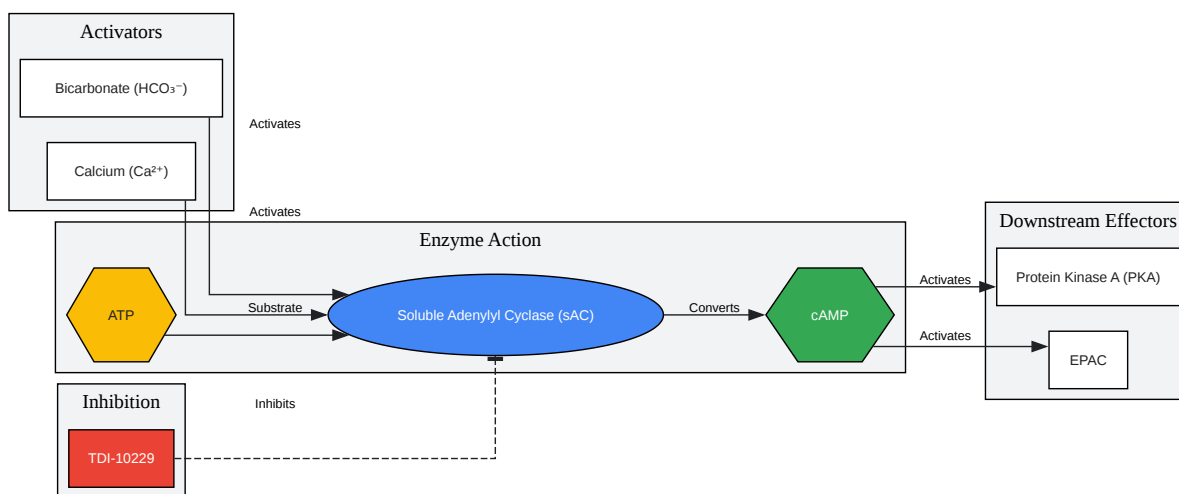 Activators
Bicarbonate (HCO₃⁻)
Activates
Calcium (Ca²⁺)
Activates
Enzyme Action
Downstream Effectors
ATP
Substrate
Soluble Adenylyl Cyclase (sAC)
Converts
cAMP
Activates
Protein Kinase A (PKA)
Activates
EPAC
Inhibition
Inhibits
TDI-10229